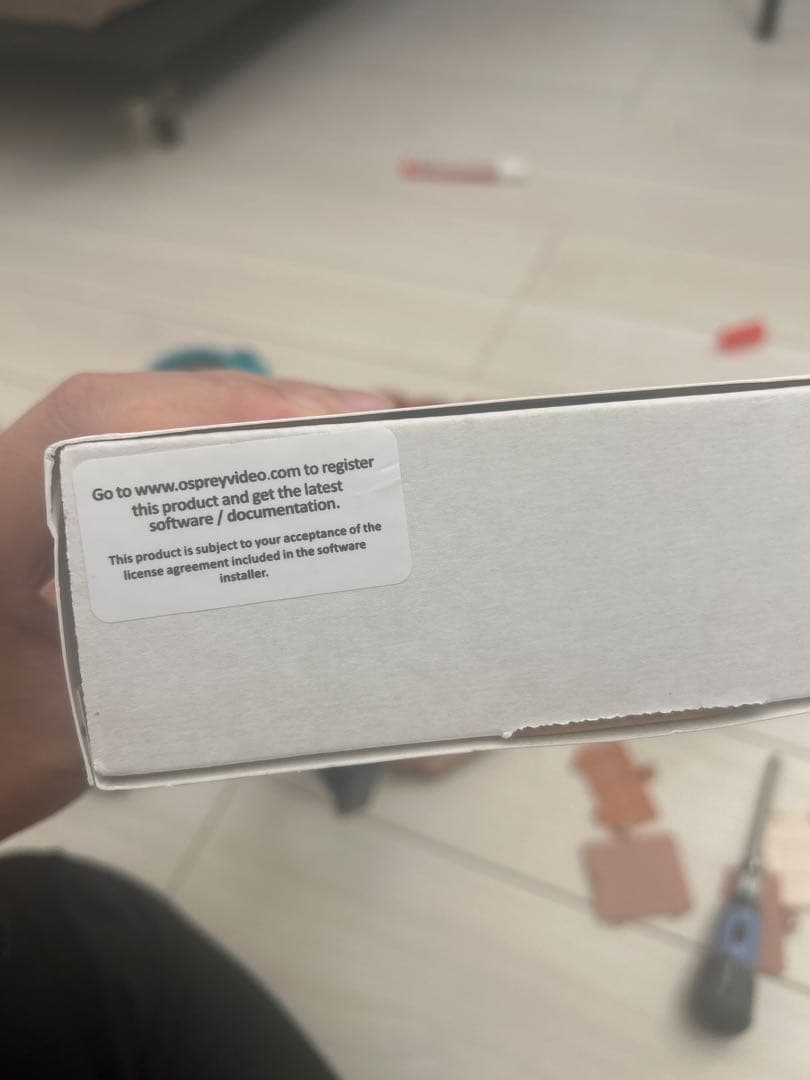 Go to www.ospreyvideo.com to register
this product and get the latest
software / documentation.
This product is subject to your acceptance of the
license agreement included in the software
installer.